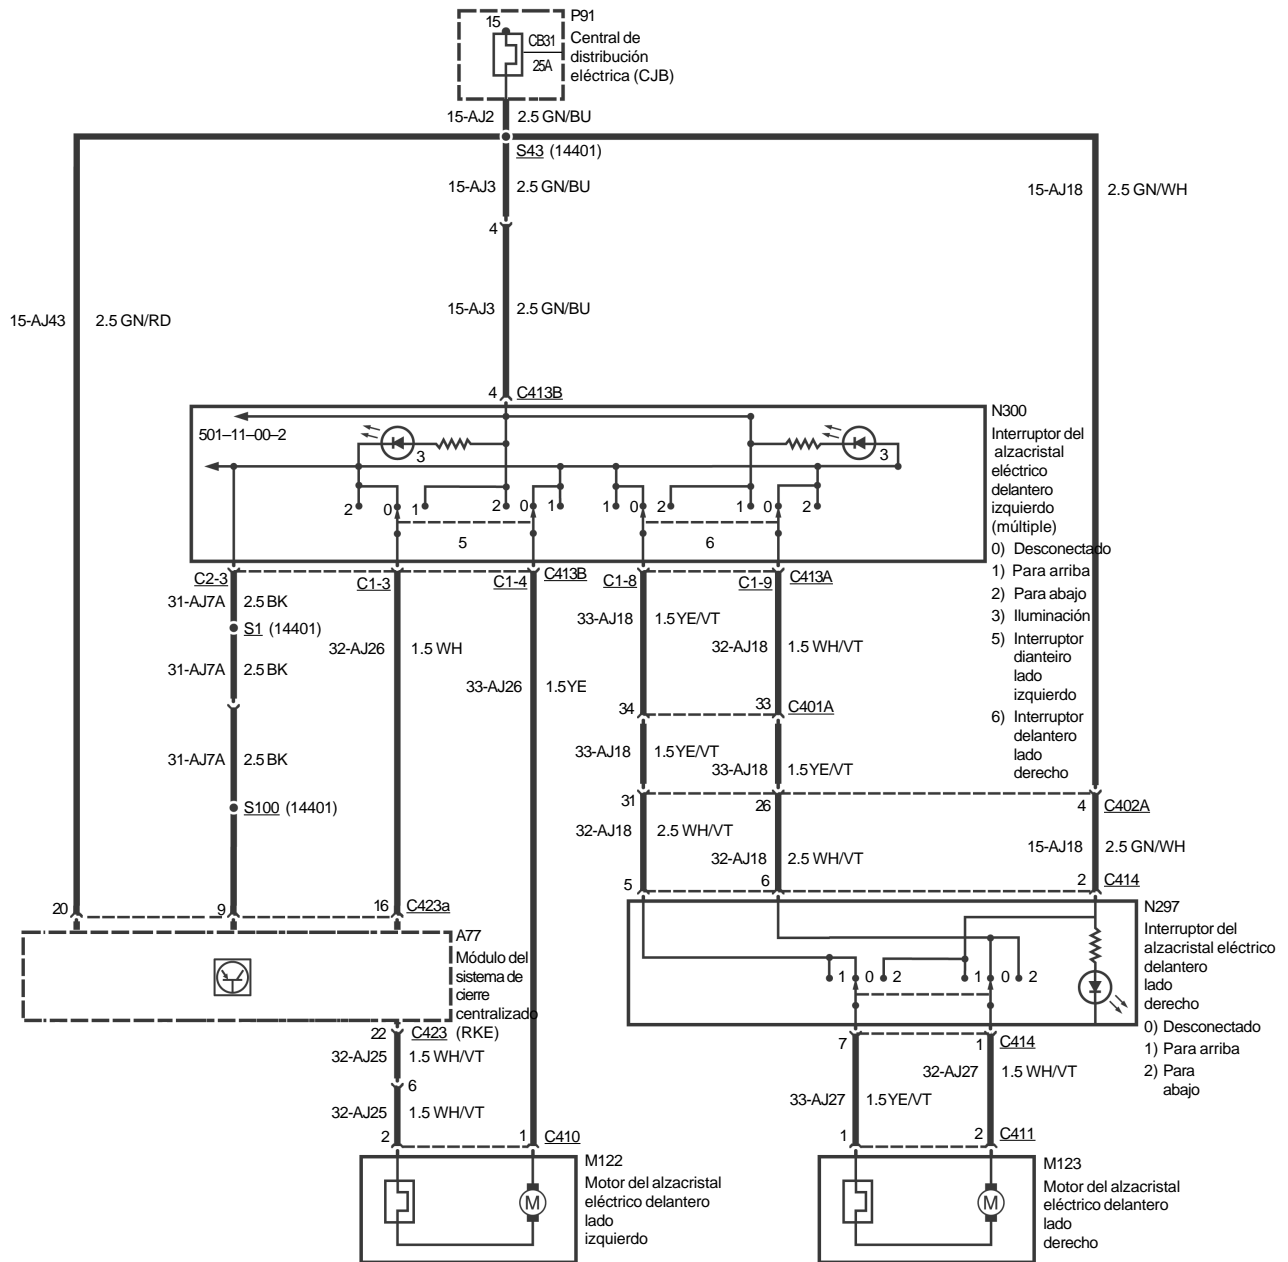 P91
15
CB31
25A
Central de
distribución
eléctrica (CJB)
15-AJ2 2.5 GN/BU
S43 (14401)
15-AJ3 2.5 GN/BU
15-AJ18 2.5 GN/WH
4
15-AJ3 2.5 GN/BU
15-AJ43 2.5 GN/RD
4 C413B
N300
Interruptor del
alzacristal
eléctrico
delantero
izquierdo
(múltiple)
0) Desconectado
1) Para arriba
2) Para abajo
3) Iluminación
5) Interruptor
dianteiro
lado
izquierdo
6) Interruptor
delantero
lado
derecho
501–11–00–2
3 3
2 0 1 2 0 1 1 0 2 1 0 2
5 6
C2-3 C1-3 C1-4 C413B C1-8 C1-9 C413A
31-AJ7A 2.5 BK
S1 (14401)
33-AJ18 1.5 YE/VT
32-AJ26 1.5 WH
32-AJ18 1.5 WH/VT
31-AJ7A 2.5 BK
33-AJ26 1.5YE
34 33 C401A
31-AJ7A 2.5 BK
33-AJ18 1.5 YE/VT
33-AJ18 1.5YE/VT
S100 (14401)
31 26 4 C402A
32-AJ18 2.5 WH/VT
32-AJ18 2.5 WH/VT
15-AJ18 2.5 GN/WH
5 6 2 C414
20 9 16 C423a
A77
Módulo del
sistema de
cierre
centralizado
(RKE)
N297
Interruptor del
alzacristal eléctrico
delantero
lado
derecho
0) Desconectado
1) Para arriba
2) Para
abajo
1 0 2 1 0 2
22 C423
7 1 C414
32-AJ25 1.5 WH/VT
6
32-AJ27 1.5 WH/VT
33-AJ27 1.5YE/VT
32-AJ25 1.5 WH/VT
2 1 C410
1 2 C411
M122
Motor del alzacristal
eléctrico delantero
lado
izquierdo
M
M123
Motor del alzacristal
eléctrico delantero
lado
derecho
M